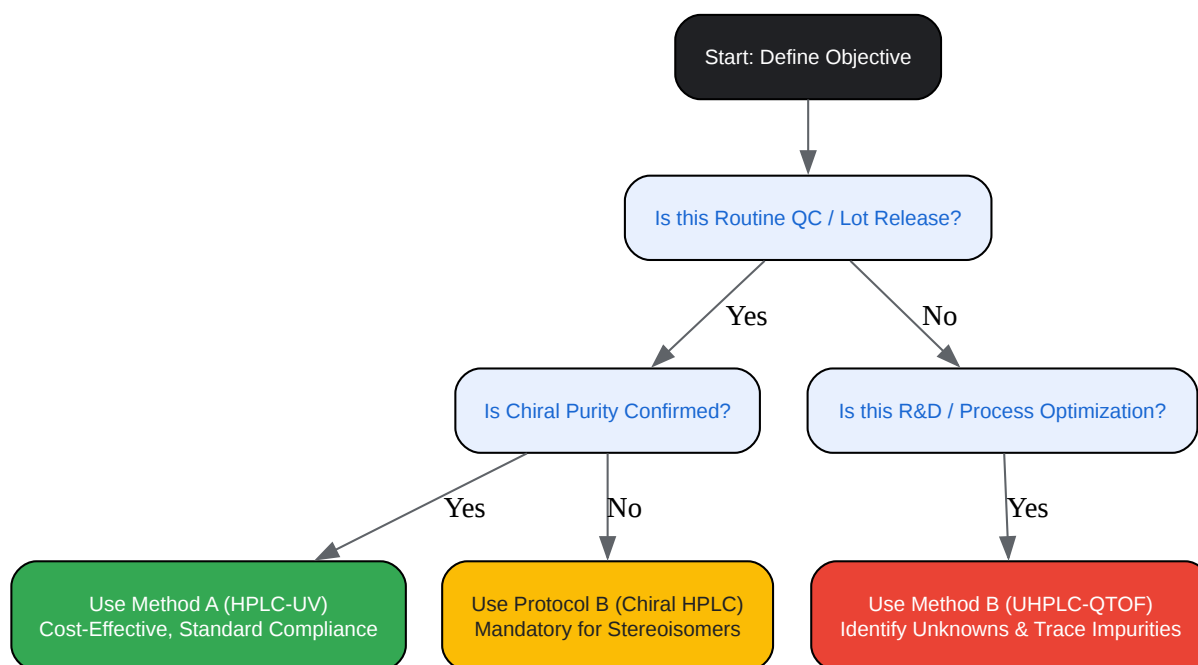 Start: Define Objective
Is this Routine QC / Lot Release?
Yes
No
Is Chiral Purity Confirmed?
Is this R&D / Process Optimization?
Yes
No
Yes
Use Method A (HPLC-UV)
Cost-Effective, Standard Compliance
Use Protocol B (Chiral HPLC)
Mandatory for Stereoisomers
Use Method B (UHPLC-QTOF)
Identify Unknowns & Trace Impurities